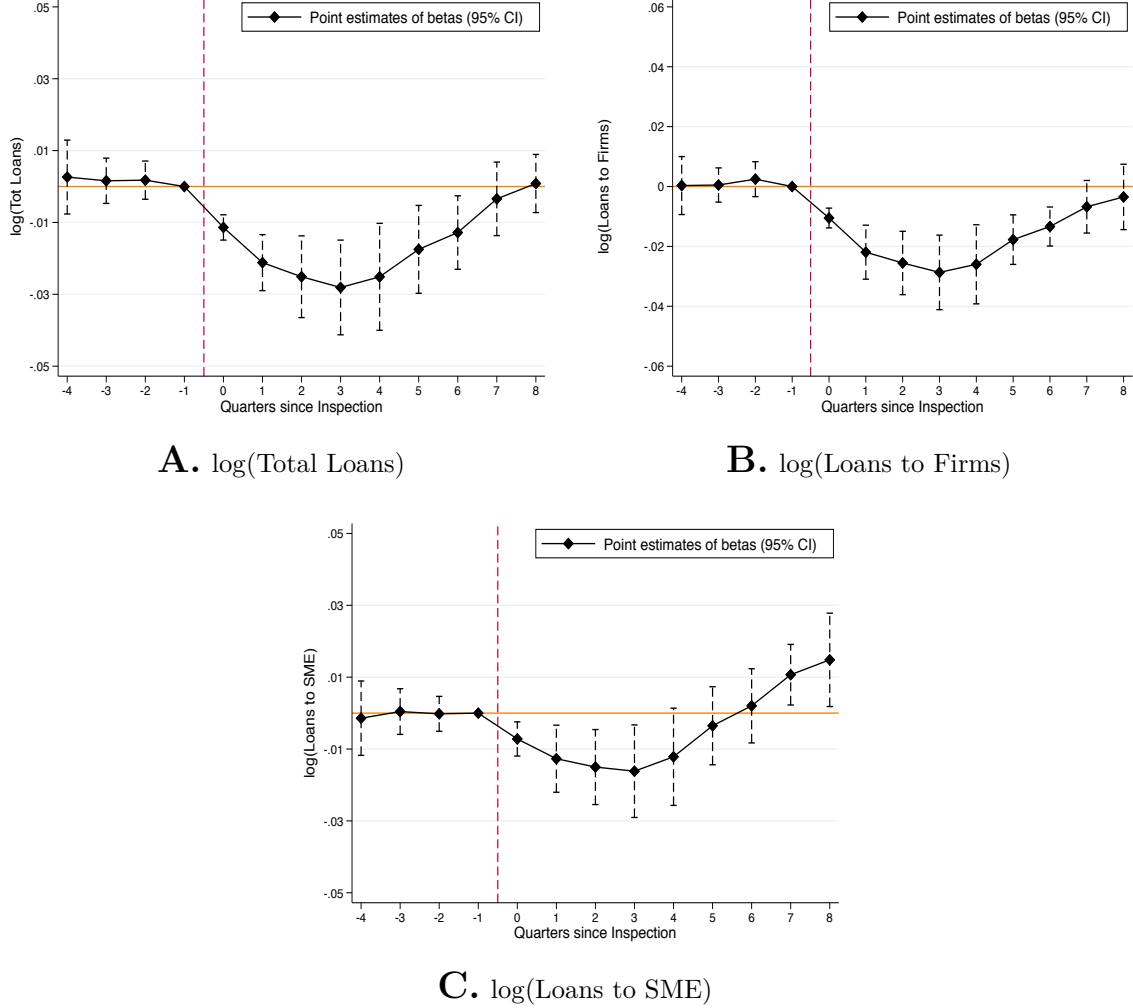 .05
Point estimates of betas (95% CI)
.03
.01
-.01
-.03
-.05
log(Tot Loans)
-4 -3 -2 -1 0 1 2 3 4 5 6 7 8
Quarters since Inspection
A. log(Total Loans)
.06
Point estimates of betas (95% CI)
.04
.02
0
-.02
-.04
-.06
log(Loans to Firms)
-4 -3 -2 -1 0 1 2 3 4 5 6 7 8
Quarters since Inspection
B. log(Loans to Firms)
.05
Point estimates of betas (95% CI)
.03
.01
-.01
-.03
-.05
log(Loans to SME)
-4 -3 -2 -1 0 1 2 3 4 5 6 7 8
Quarters since Inspection
C. log(Loans to SME)